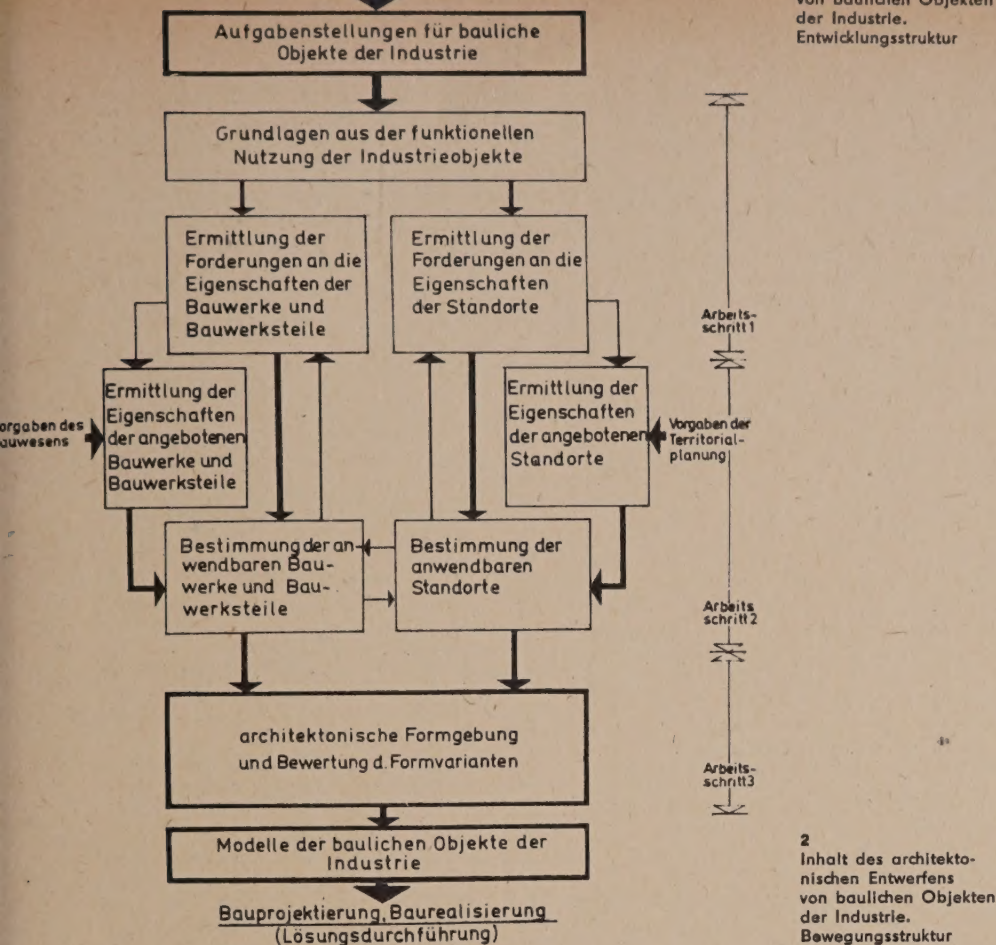 von baulichen Objekten
der Industrie.
Entwicklungsstruktur
Aufgabenstellungen für bauliche
Objekte der Industrie
Grundlagen aus der funktionellen
Nutzung der Industrieobjekte
Ermittlung der
Forderungen an die
Eigenschaften der
Bauwerke und
Bauwerksteile
Ermittlung der
Forderungen an die
Eigenschaften
der Standorte
Arbeits-
schritt 1
Ermittlung der
Eigenschaften
der angebotenen
Bauwerke und
Bauwerksteile
Ermittlung der
Eigenschaften
der angebotenen
Standorte
orgaben des
auwesens
Vorgaben der
Territorial-
planung
Bestimmung der an-
wendbaren Bau-
werke und Bau-
werksteile
Bestimmung der
anwendbaren
Standorte
Arbeits
schritt 2
architektonische Formgebung
und Bewertung d. Formvarianten
Arbeits-
schritt 3
Modelle der baulichen Objekte der
Industrie
Bauprojektierung, Baurealisierung
(Lösungsdurchführung)
2
Inhalt des architekto-
nischen Entwerfens
von baulichen Objekten
der Industrie.
Bewegungsstruktur